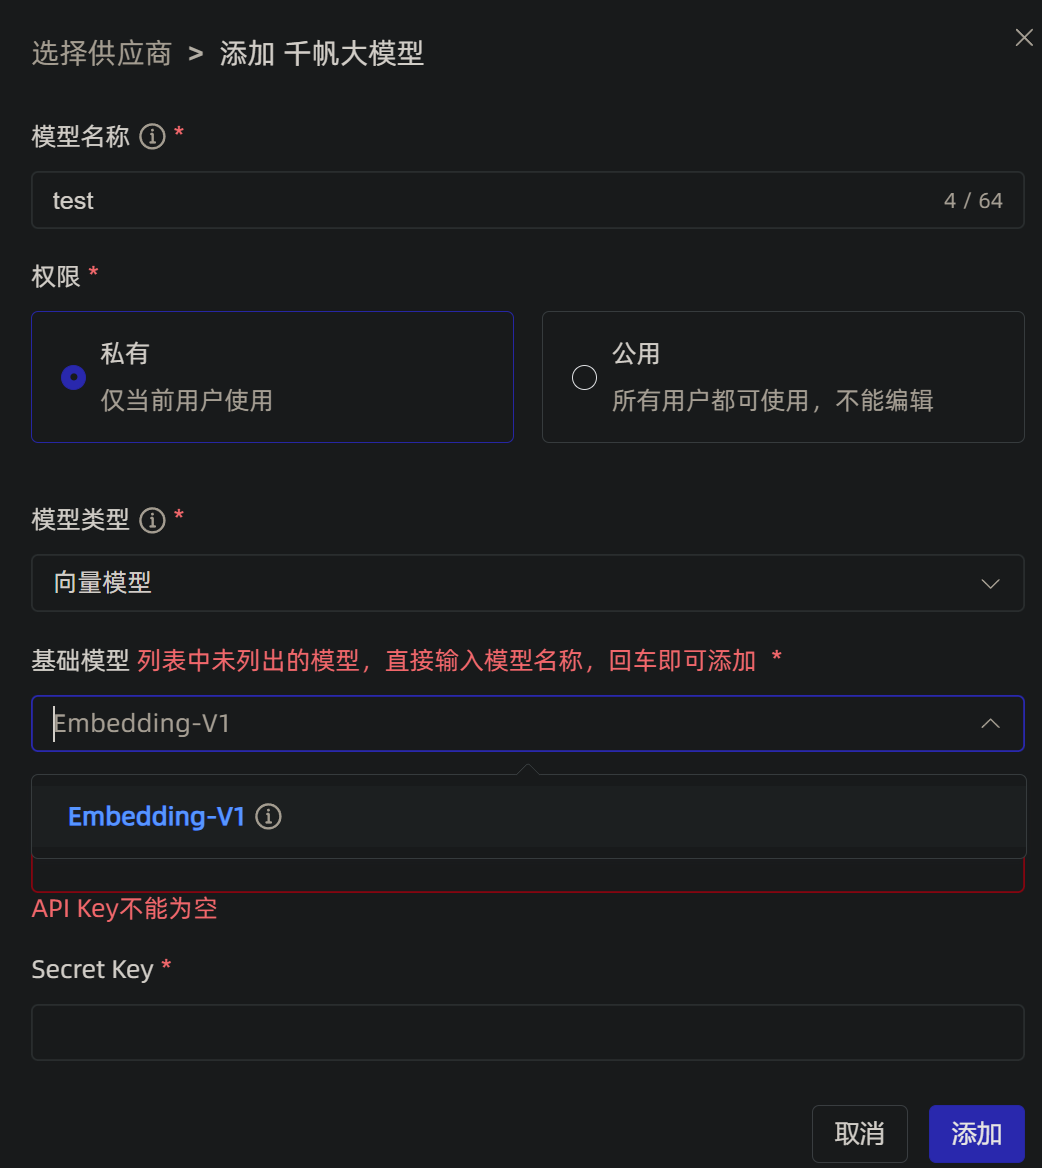 选择供应商 > 添加 千帆大模型
模型名称 *
test 4 / 64
权限 *
私有
仅当前用户使用
公用
所有用户都可使用，不能编辑
模型类型 *
向量模型
基础模型 列表中未列出的模型，直接输入模型名称，回车即可添加 *
Embedding-V1
Embedding-V1
API Key不能为空
Secret Key *
取消 添加